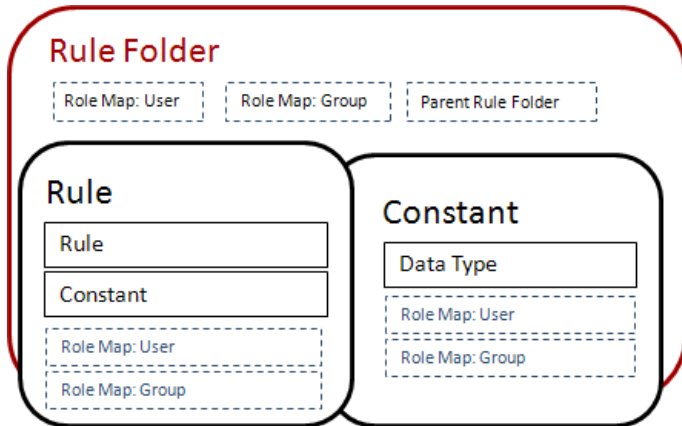 Rule Folder
Role Map: User
Role Map: Group
Parent Rule Folder
Rule
Rule
Constant
Role Map: User
Role Map: Group
Constant
Data Type
Role Map: User
Role Map: Group